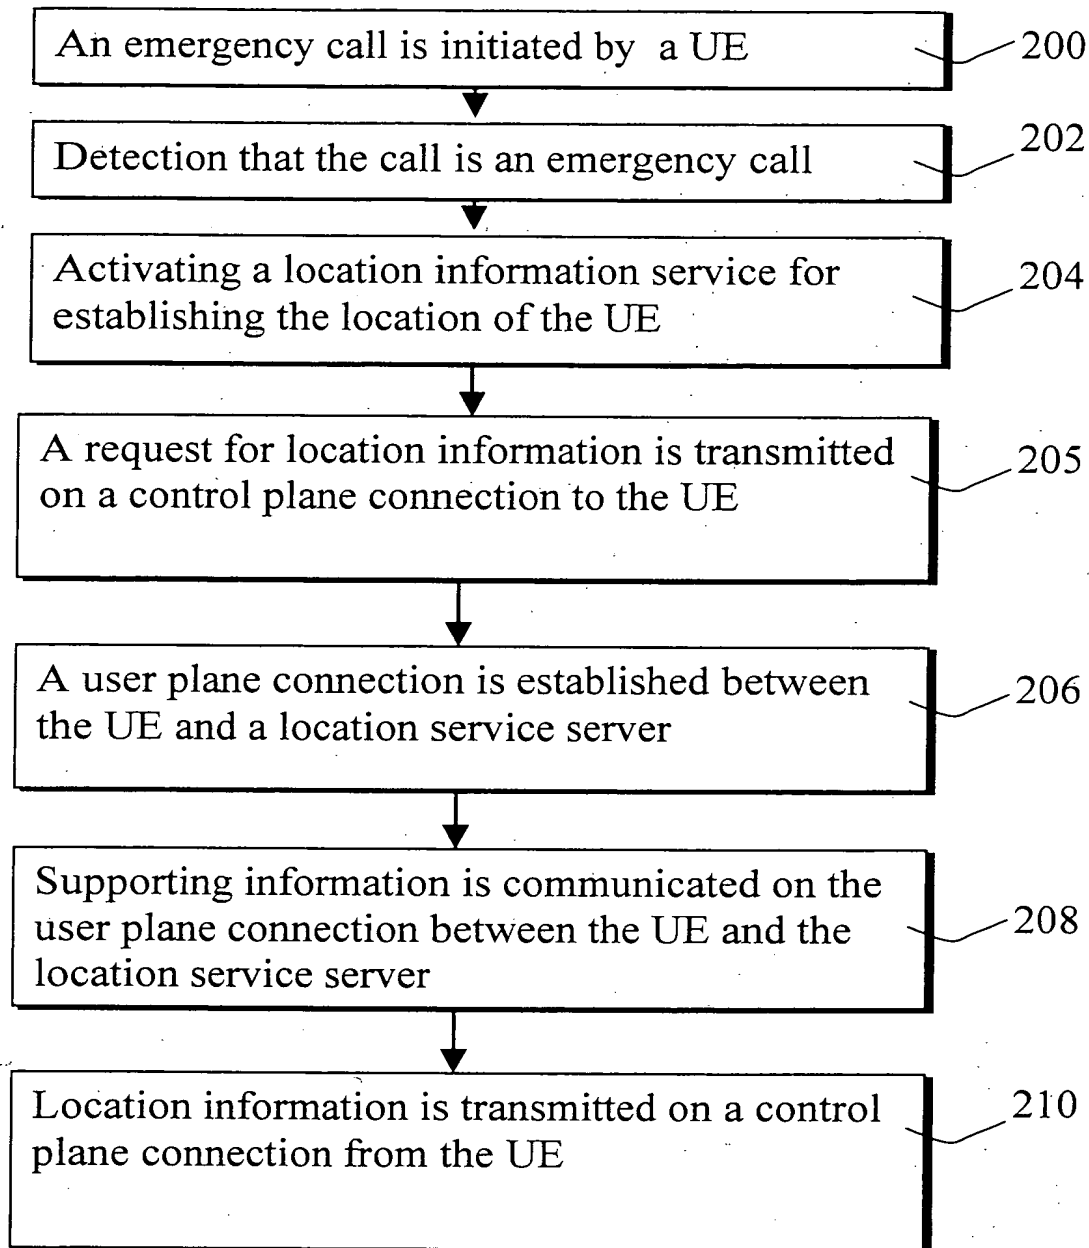 An emergency call is initiated by a UE
200
Detection that the call is an emergency call
202
Activating a location information service for
establishing the location of the UE
204
A request for location information is transmitted
on a control plane connection to the UE
205
A user plane connection is established between
the UE and a location service server
206
Supporting information is communicated on the
user plane connection between the UE and the
location service server
208
Location information is transmitted on a control
plane connection from the UE
210